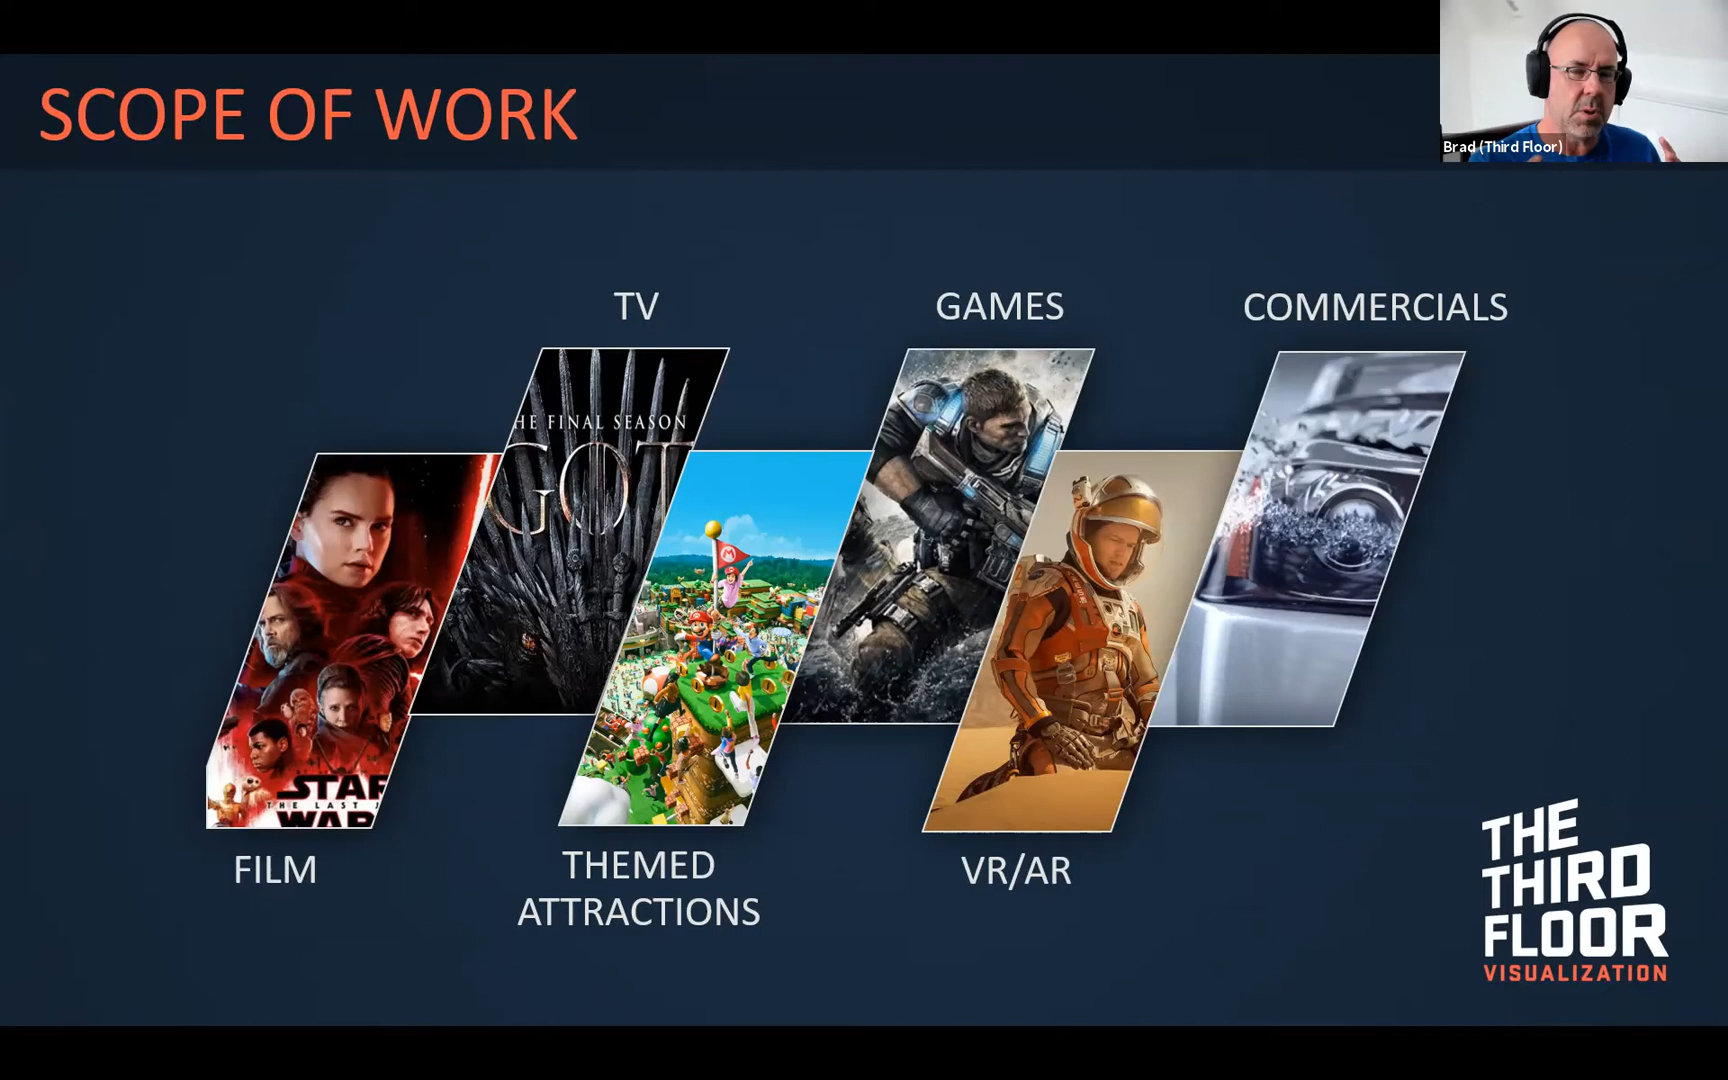 SCOPE OF WORK
Brad (Third Floor)
TV
GAMES
COMMERCIALS
HE FINAL SEASON
GOT
M
STAR
THE LAST J
WAR
FILM
THEMED
ATTRACTIONS
VR/AR
THE
THIRD
FLOOR
VISUALIZATION